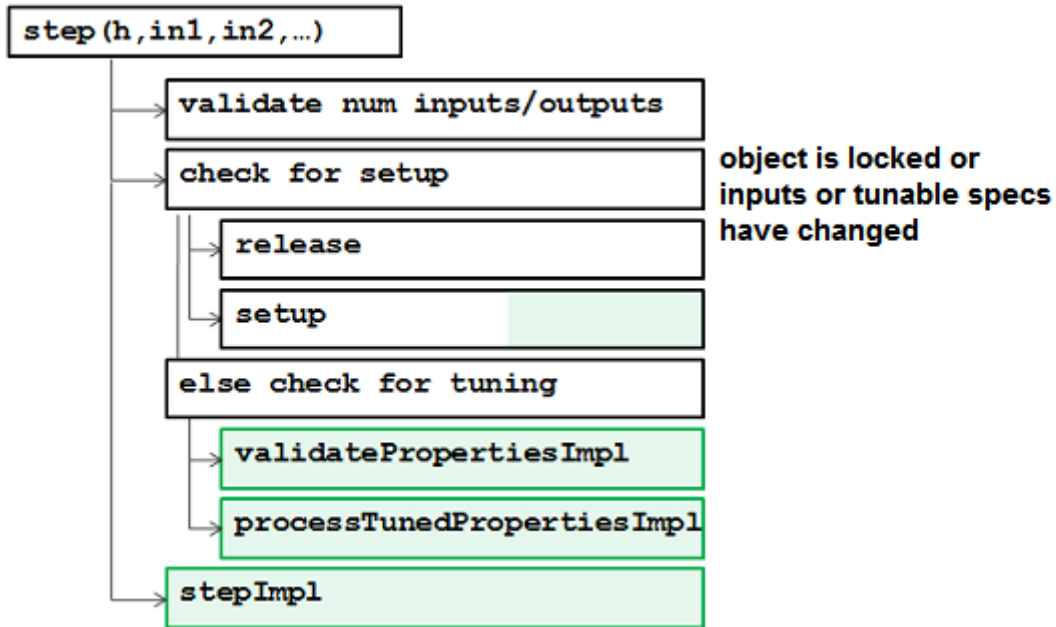 step(h,in1,in2,…)
validate num inputs/outputs
check for setup
object is locked or
inputs or tunable specs
have changed
release
setup
else check for tuning
validatePropertiesImpl
processTunedPropertiesImpl
stepImpl